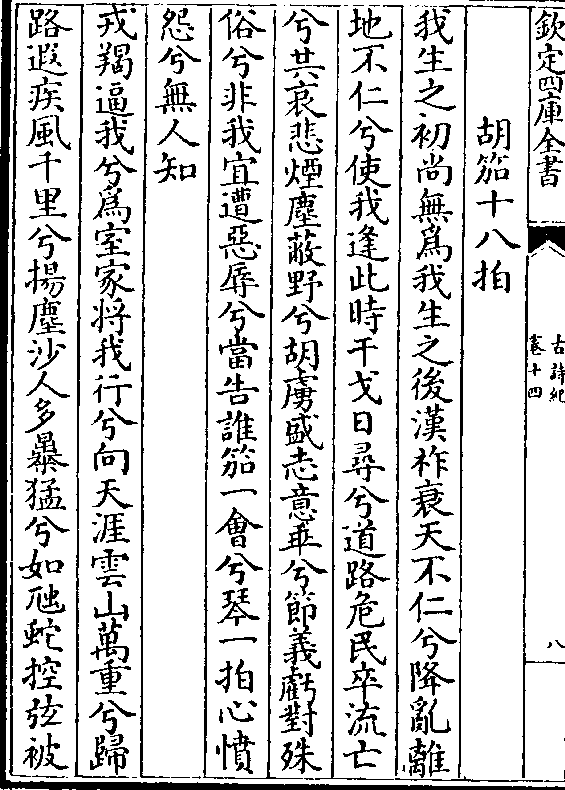 欽定四庫全書
古詩紀
卷十四
八
胡笳十八拍
我生之初尚無為我生之後漢祚衰天不仁兮降亂離
地不仁兮使我逢此時干戈日尋兮道路危民卒流亡
兮共哀悲煙塵蔽野兮胡虜盛志意乖兮節義虧對殊
俗兮非我宜遭惡辱兮當告誰笳一會兮琴一拍心憤
怨兮無人知
戎羯逼我兮為室家將我行兮向天涯雲山萬重兮歸
路遐疾風千里兮揚塵沙人多暴猛兮如虺蛇控弦被